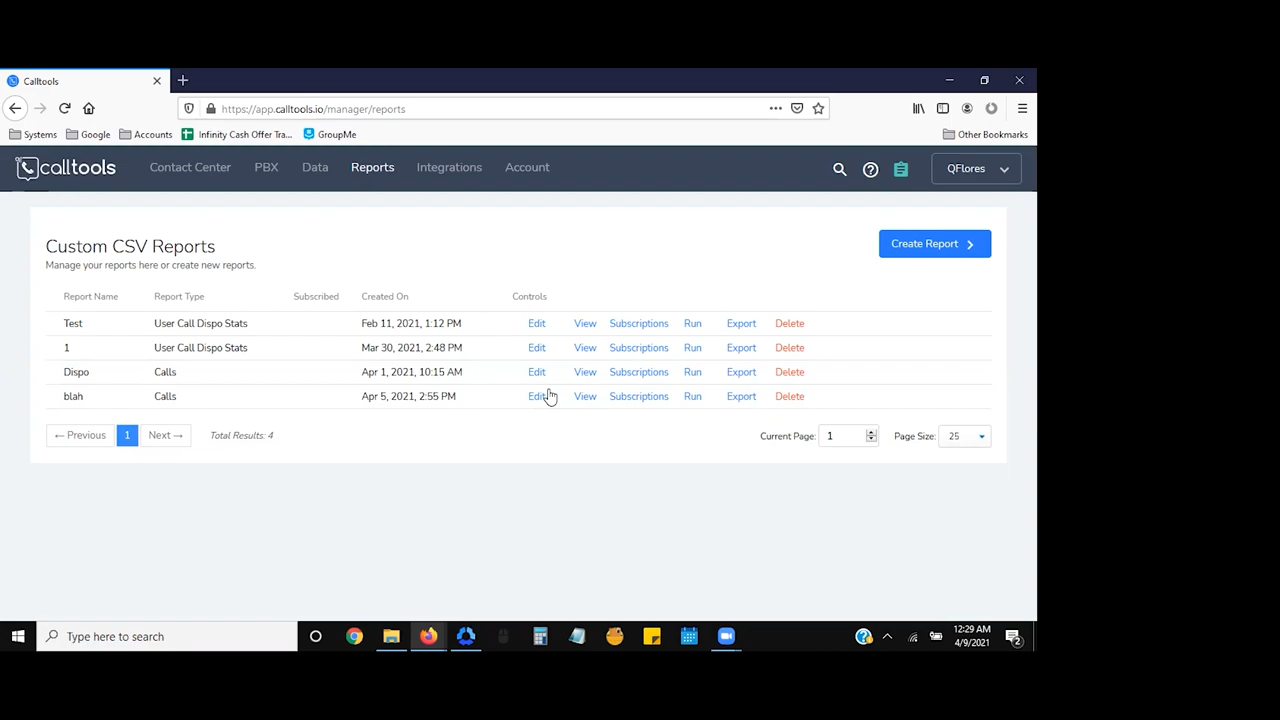 Calltools
https://app.calltools.io/manager/reports
Systems Google Accounts Infinity Cash Offer Tra... GroupMe Other Bookmarks
calltools Contact Center PBX Data Reports Integrations Account QFlores
Custom CSV Reports
Create Report
Manage your reports here or create new reports.
Report Name Report Type Subscribed Created On Controls
Test User Call Dispo Stats Feb 11, 2021, 1:12 PM Edit View Subscriptions Run Export Delete
1 User Call Dispo Stats Mar 30, 2021, 2:48 PM Edit View Subscriptions Run Export Delete
Dispo Calls Apr 1, 2021, 10:15 AM Edit View Subscriptions Run Export Delete
blah Calls Apr 5, 2021, 2:55 PM Edit View Subscriptions Run Export Delete
← Previous 1 Next → Total Results: 4 Current Page: 1 Page Size: 25
Type here to search
12:29 AM
4/9/2021
2